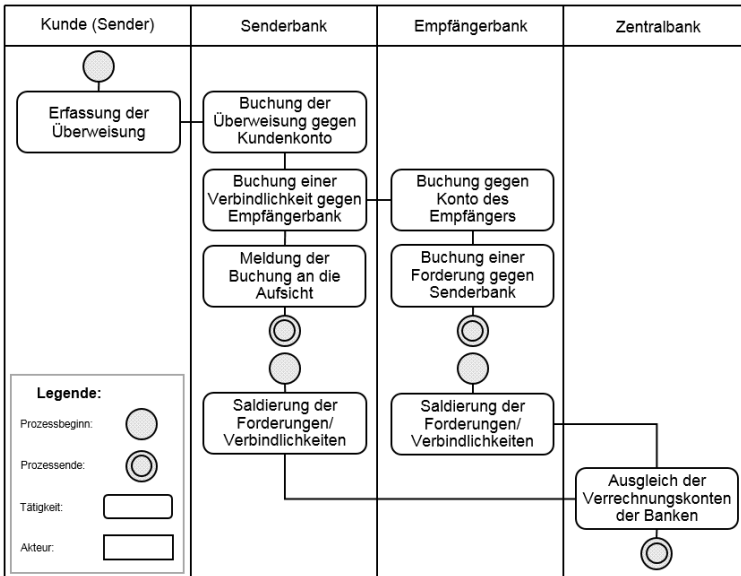 Kunde (Sender)
Senderbank
Empfängerbank
Zentralbank
Erfassung der
Überweisung
Buchung der
Überweisung gegen
Kundenkonto
Buchung einer
Verbindlichkeit gegen
Empfängerbank
Buchung gegen
Konto des
Empfängers
Meldung der
Buchung an die
Aufsicht
Buchung einer
Forderung gegen
Senderbank
Saldierung der
Forderungen/
Verbindlichkeiten
Saldierung der
Forderungen/
Verbindlichkeiten
Ausgleich der
Verrechnungskonten
der Banken
Legende:
Prozessbeginn:
Prozessende:
Tätigkeit:
Akteur: